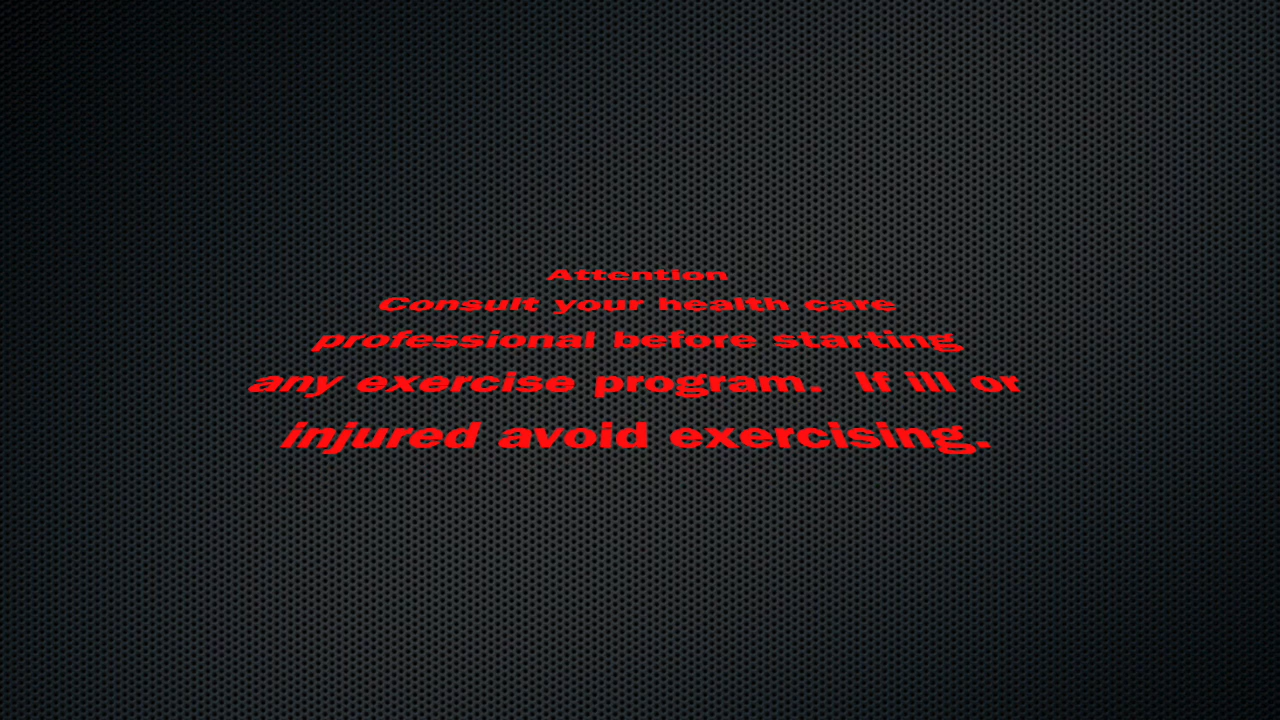 Attention
Consult your health care
professional before starting
any exercise program.  If ill or
injured avoid exercising.